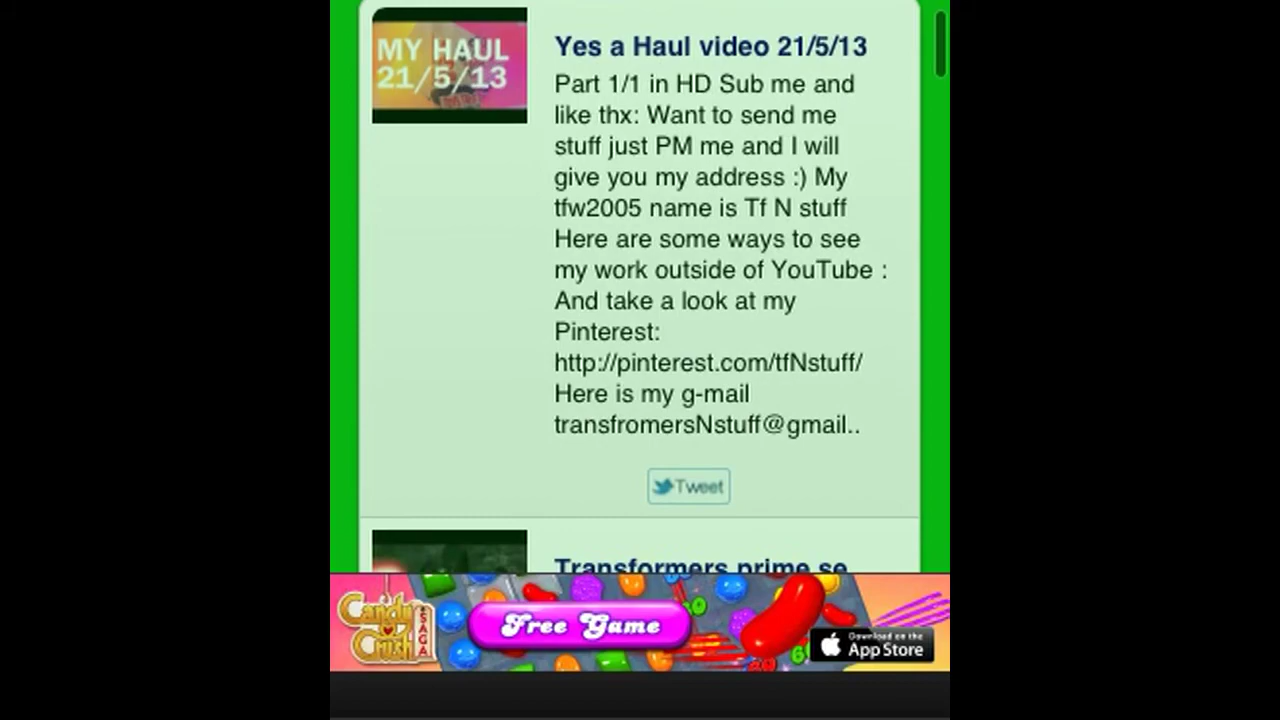 MY HAUL
21/5/13
Yes a Haul video 21/5/13
Part 1/1 in HD Sub me and
like thx: Want to send me
stuff just PM me and I will
give you my address :) My
tfw2005 name is Tf N stuff
Here are some ways to see
my work outside of YouTube :
And take a look at my
Pinterest:
http://pinterest.com/tfNstuff/
Here is my g-mail
transfromersNstuff@gmail..
Tweet
Transformers prime se
Candy
Crush
SAGA
Free Game
Download on the
App Store